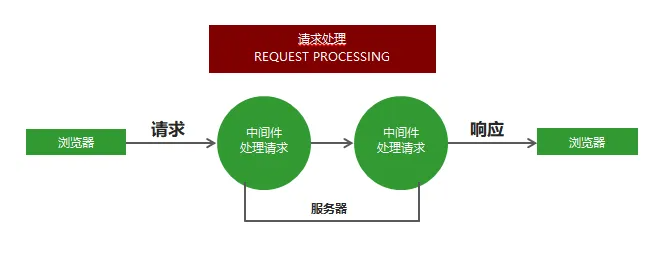 请求处理
REQUEST PROCESSING
浏览器
请求
中间件
处理请求
中间件
处理请求
响应
浏览器
服务器